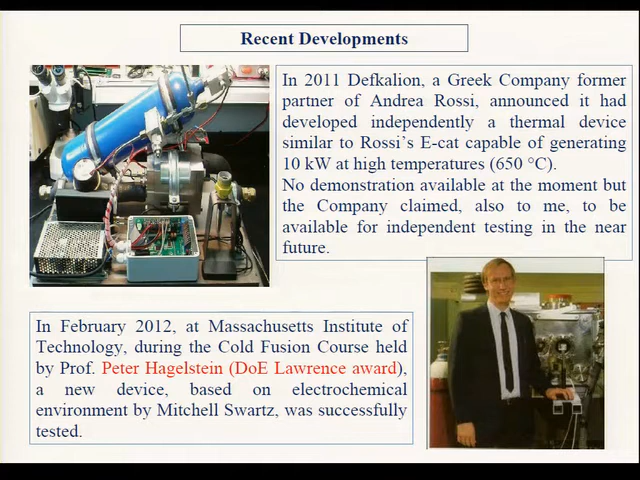 Recent Developments
In 2011 Defkalion, a Greek Company former
partner of Andrea Rossi, announced it had
developed independently a thermal device
similar to Rossi's E-cat capable of generating
10 kW at high temperatures (650 °C).
No demonstration available at the moment but
the Company claimed, also to me, to be
available for independent testing in the near
future.
In February 2012, at Massachusetts Institute of
Technology, during the Cold Fusion Course held
by Prof. Peter Hagelstein (DoE Lawrence award),
a new device, based on electrochemical
environment by Mitchell Swartz, was successfully
tested.